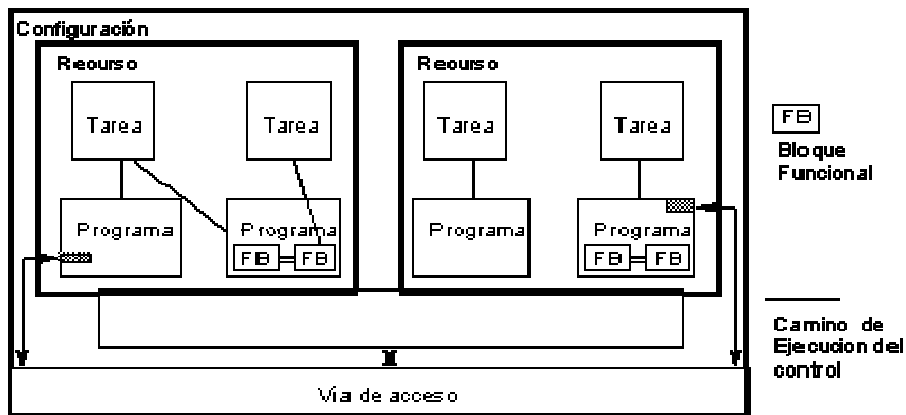 Configuración
Recurso
Recurso
Tarea
Tarea
Tarea
Tarea
Programa
Programa
Programa
Programa
FB
FB
FB
FB
Vía de acceso
FB
Bloque
Funcional
Camino de
Ejecucion del
control